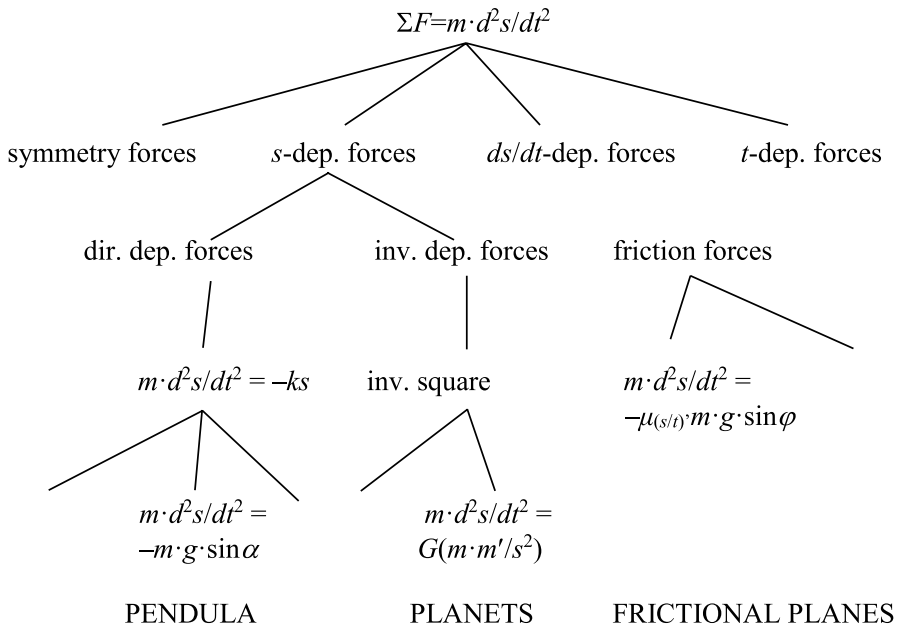 ΣF=m·d²s/dt²
symmetry forces s-dep. forces ds/dt-dep. forces t-dep. forces
dir. dep. forces inv. dep. forces friction forces
m·d²s/dt² = –ks inv. square m·d²s/dt² =
–μ(s/t),m·g·sinφ
m·d²s/dt² = m·d²s/dt² =
–m·g·sinα G(m·m′/s²)
PENDULA PLANETS FRICTIONAL PLANES